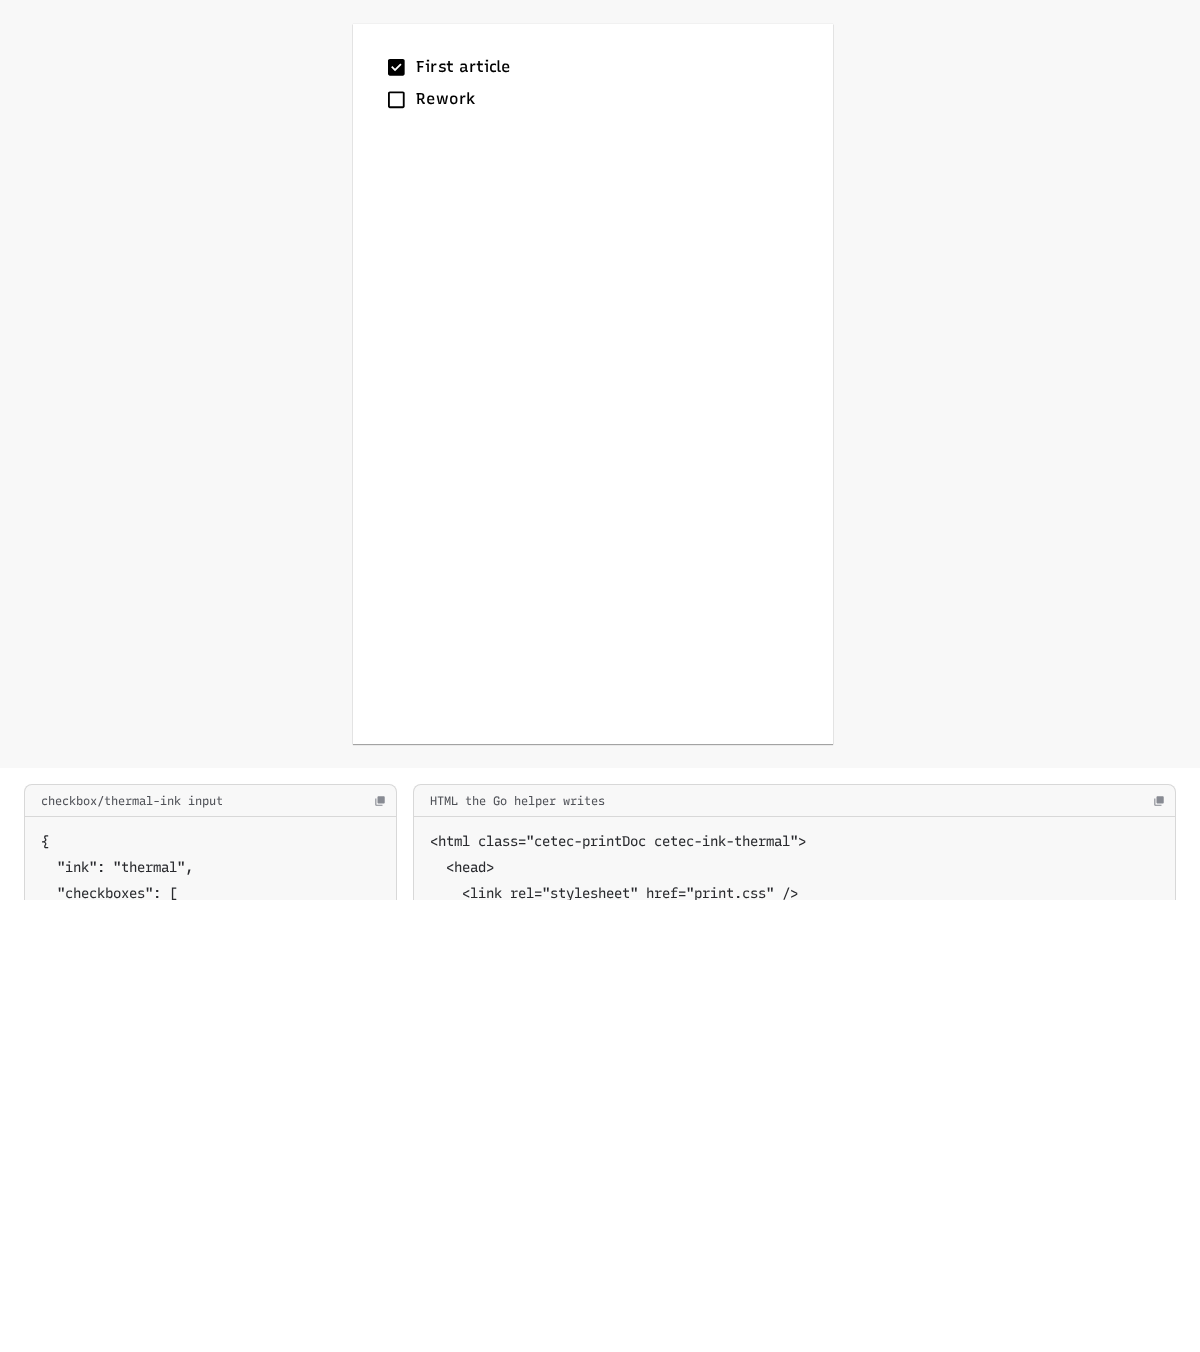 First article
Rework
checkbox/thermal-ink input
{
"ink": "thermal",
"checkboxes": [
HTML the Go helper writes
<html class="cetec-printDoc cetec-ink-thermal">
<head>
<link rel="stylesheet" href="print.css" />